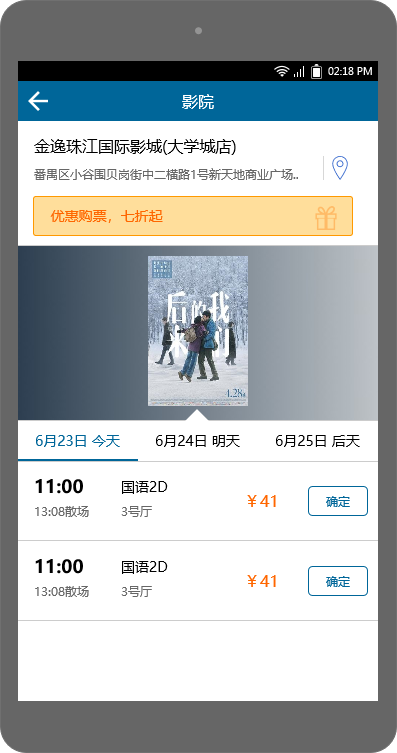 02:18 PM
影院
金逸珠江国际影城(大学城店)
番禺区小谷围贝岗街中二横路1号新天地商业广场..
优惠购票，七折起
后的我
来们
4.28
6月23日 今天
6月24日 明天
6月25日 后天
11:00
国语2D
¥41
确定
13:08散场
3号厅
11:00
国语2D
¥41
确定
13:08散场
3号厅